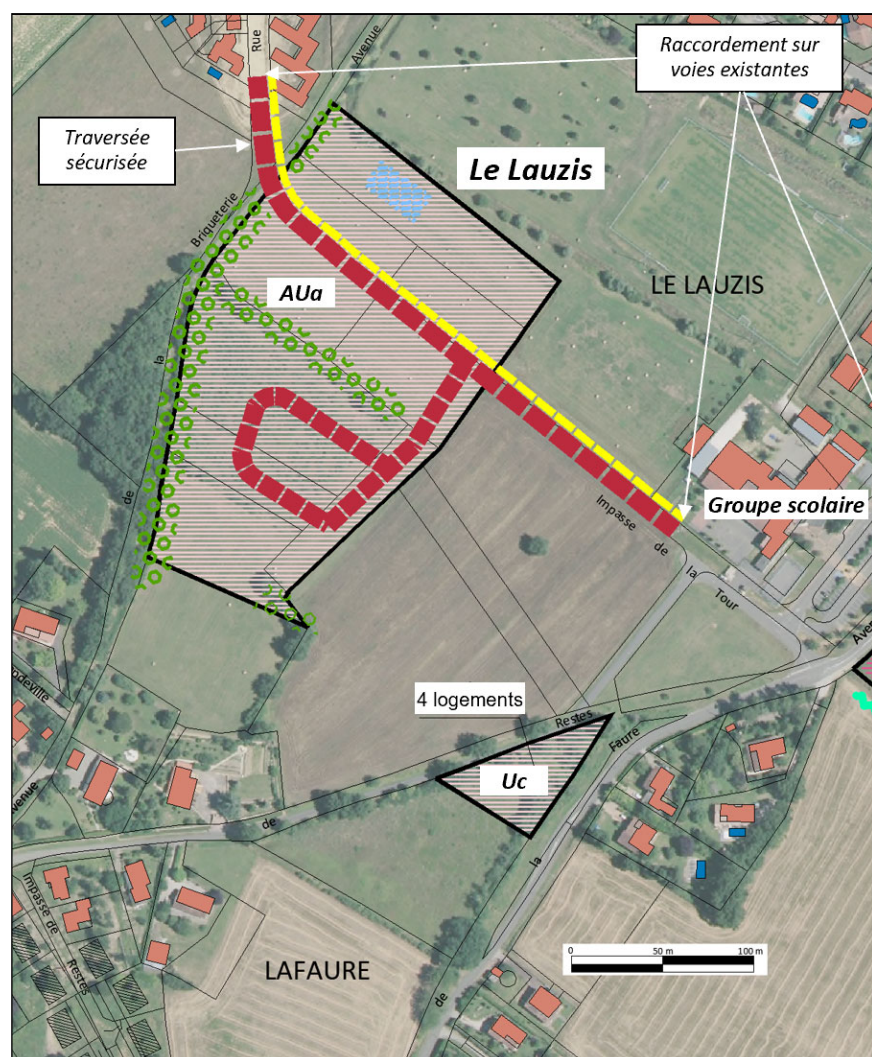 Rue
Avenue
Raccordement sur
voies existantes
Traversée
sécurisée
Le Lauzis
Briqueterie
AUa
LE LAUZIS
la
de
Impasse
de
la
Tour
Groupe scolaire
4 logements
Restes
Faure
Uc
Avenue
de
la
Impasse de
Restes
LAFAURE
de
0
50 m
100 m